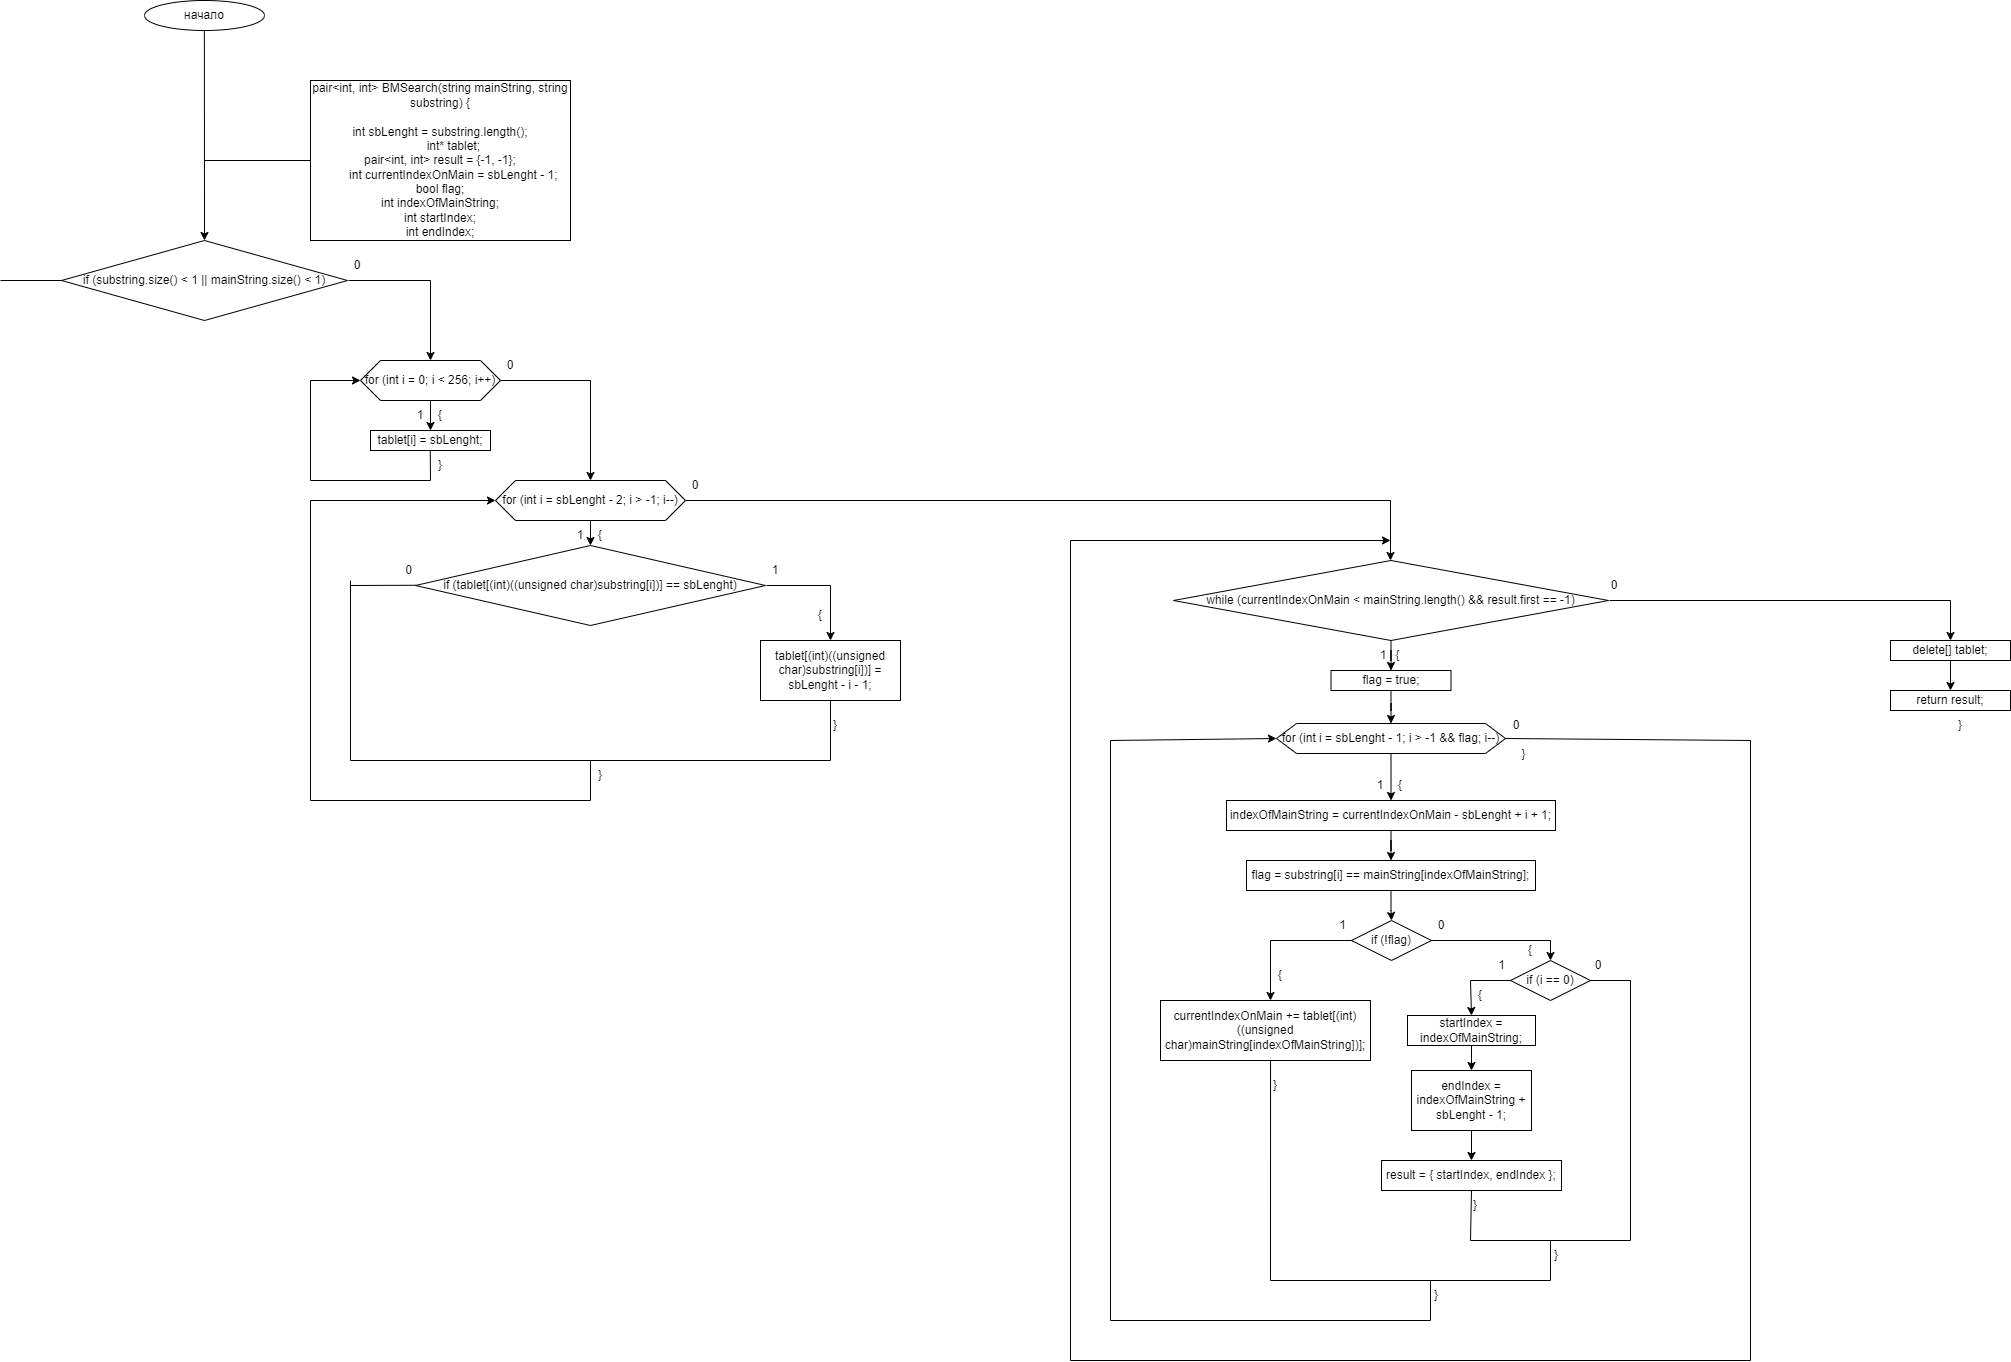 начало
pair<int, int> BMSearch(string mainString, string
substring) {
int sbLenght = substring.length();
int* tablet;
pair<int, int> result = {-1, -1};
int currentIndexOnMain = sbLenght - 1;
bool flag;
int indexOfMainString;
int startIndex;
int endIndex;
if (substring.size() < 1 || mainString.size() < 1)
0
for (int i = 0; i < 256; i++)
0
1
{
tablet[i] = sbLenght;
}
for (int i = sbLenght - 2; i > -1; i--)
0
1
{
if (tablet[(int)((unsigned char)substring[i])] == sbLenght)
0
1
{
tablet[(int)((unsigned
char)substring[i])] =
sbLenght - i - 1;
}
}
while (currentIndexOnMain < mainString.length() && result.first == -1)
0
1
{
flag = true;
for (int i = sbLenght - 1; i > -1 && flag; i--)
0
}
1
{
indexOfMainString = currentIndexOnMain - sbLenght + i + 1;
flag = substring[i] == mainString[indexOfMainString];
if (!flag)
1
0
{
currentIndexOnMain += tablet[(int)
((unsigned
char)mainString[indexOfMainString])];
}
{
if (i == 0)
1
0
{
startIndex =
indexOfMainString;
endIndex =
indexOfMainString +
sbLenght - 1;
result = { startIndex, endIndex };
}
}
}
delete[] tablet;
return result;
}